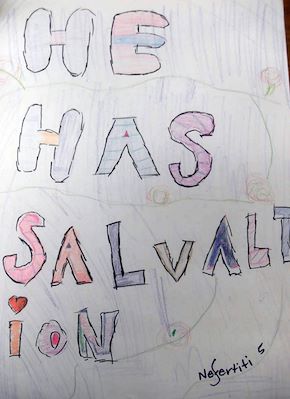 HE
HAS
SALvALT
iON
Nefertiti 5